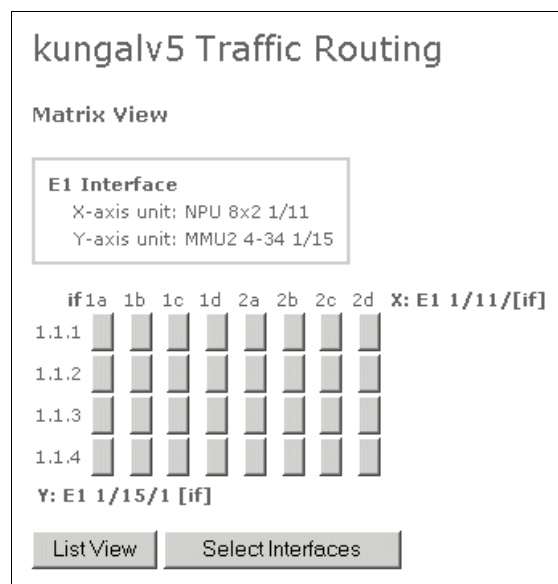 kungalv5 Traffic Routing
Matrix View
E1 Interface
X-axis unit: NPU 8x2 1/11
Y-axis unit: MMU2 4-34 1/15
if 1a 1b 1c 1d 2a 2b 2c 2d X: E1 1/11/[if]
1.1.1
1.1.2
1.1.3
1.1.4
Y: E1 1/15/1 [if]
List View Select Interfaces